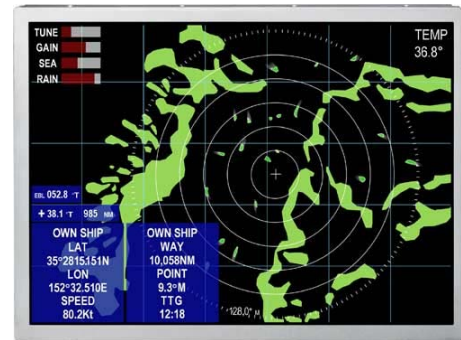 TUNE
GAIN
SEA
RAIN
TEMP
36.8°
EBL 052.8 °T
+ 38.1 °T 985 NM
OWN SHIP
LAT
35°2815.151N
LON
152°32.510E
SPEED
80.2Kt
OWN SHIP
WAY
10,058NM
POINT
9.3°M
TTG
12:18
128,0° M